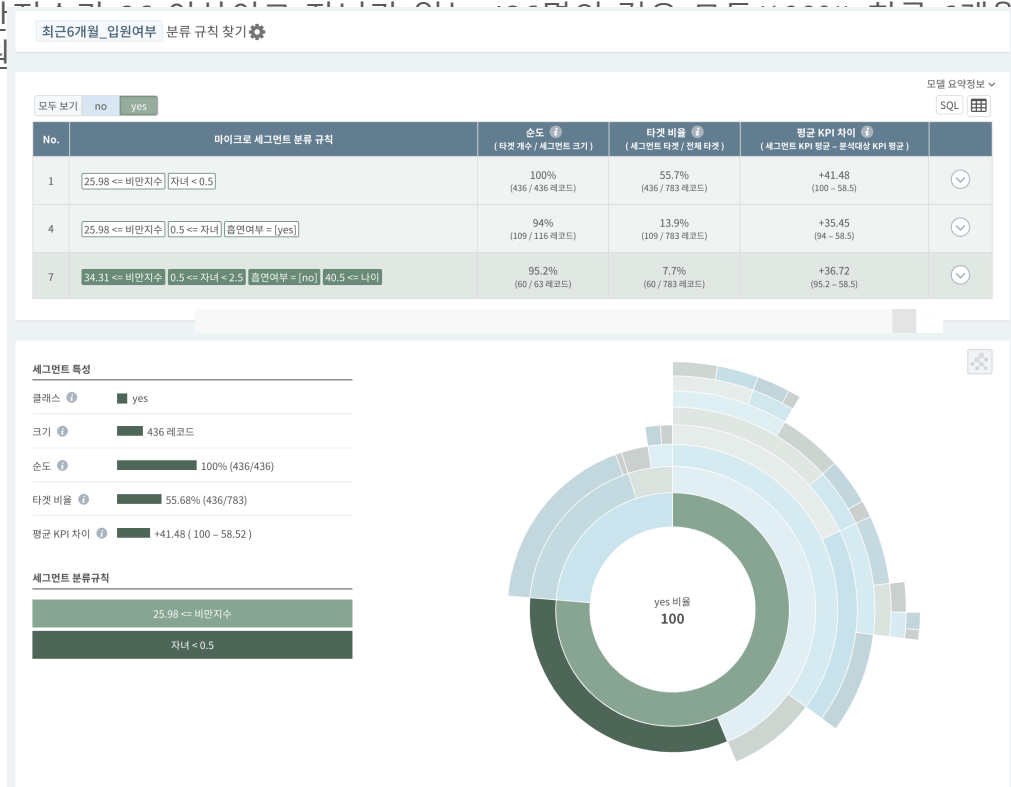 최근6개월_입원여부 분류 규칙 찾기
모델 요약정보
모두 보기 no yes
SQL
No. 마이크로 세그먼트 분류 규칙 순도 i 타겟 비율 i 평균 KPI 차이 i
( 타겟 개수 / 세그먼트 크기 ) ( 세그먼트 타겟 / 전체 타겟 ) ( 세그먼트 KPI 평균 – 분석대상 KPI 평균 )
1 25.98 <= 비만지수 자녀 < 0.5 100% 55.7% +41.48
(436 / 436 레코드) (436 / 783 레코드) (100 – 58.5)
4 25.98 <= 비만지수 0.5 <= 자녀 흡연여부 = [yes] 94% 13.9% +35.45
(109 / 116 레코드) (109 / 783 레코드) (94 – 58.5)
7 34.31 <= 비만지수 0.5 <= 자녀 < 2.5 흡연여부 = [no] 40.5 <= 나이 95.2% 7.7% +36.72
(60 / 63 레코드) (60 / 783 레코드) (95.2 – 58.5)
세그먼트 특성
클래스 i yes
크기 i 436 레코드
순도 i 100% (436/436)
타겟 비율 i 55.68% (436/783)
평균 KPI 차이 i +41.48 ( 100 – 58.52 )
세그먼트 분류규칙
25.98 <= 비만지수
자녀 < 0.5
yes 비율
100